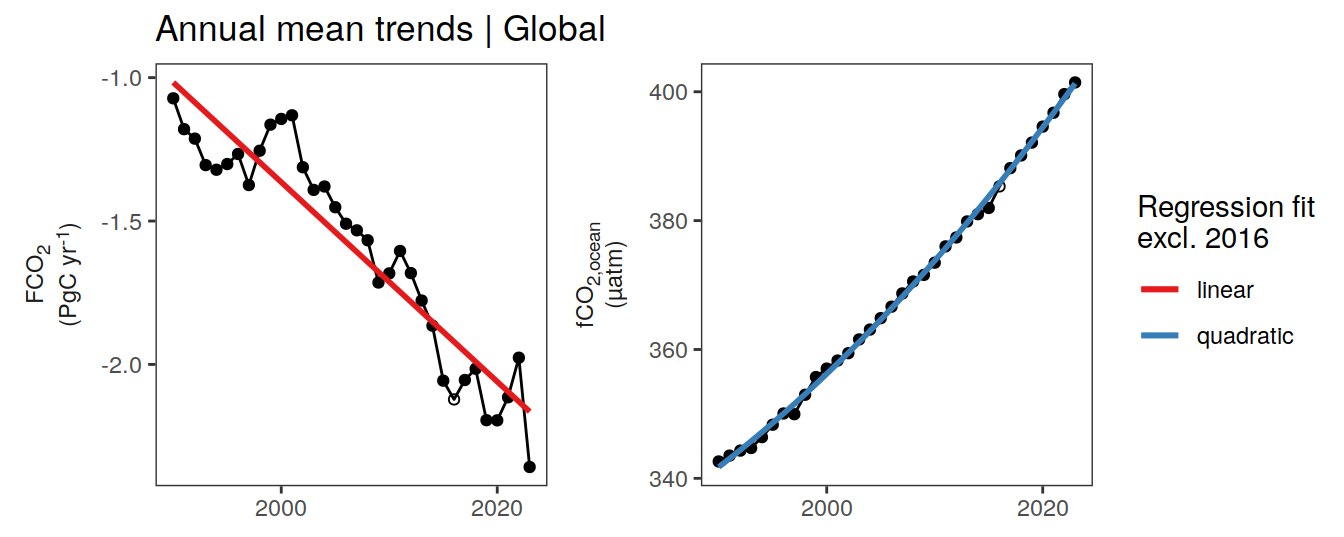 Annual mean trends | Global
FCO₂
(PgC yr⁻¹)
-1.0
-1.5
-2.0
2000
2020
fCO₂,ocean
(µatm)
400
380
360
340
2000
2020
Regression fit
excl. 2016
linear
quadratic